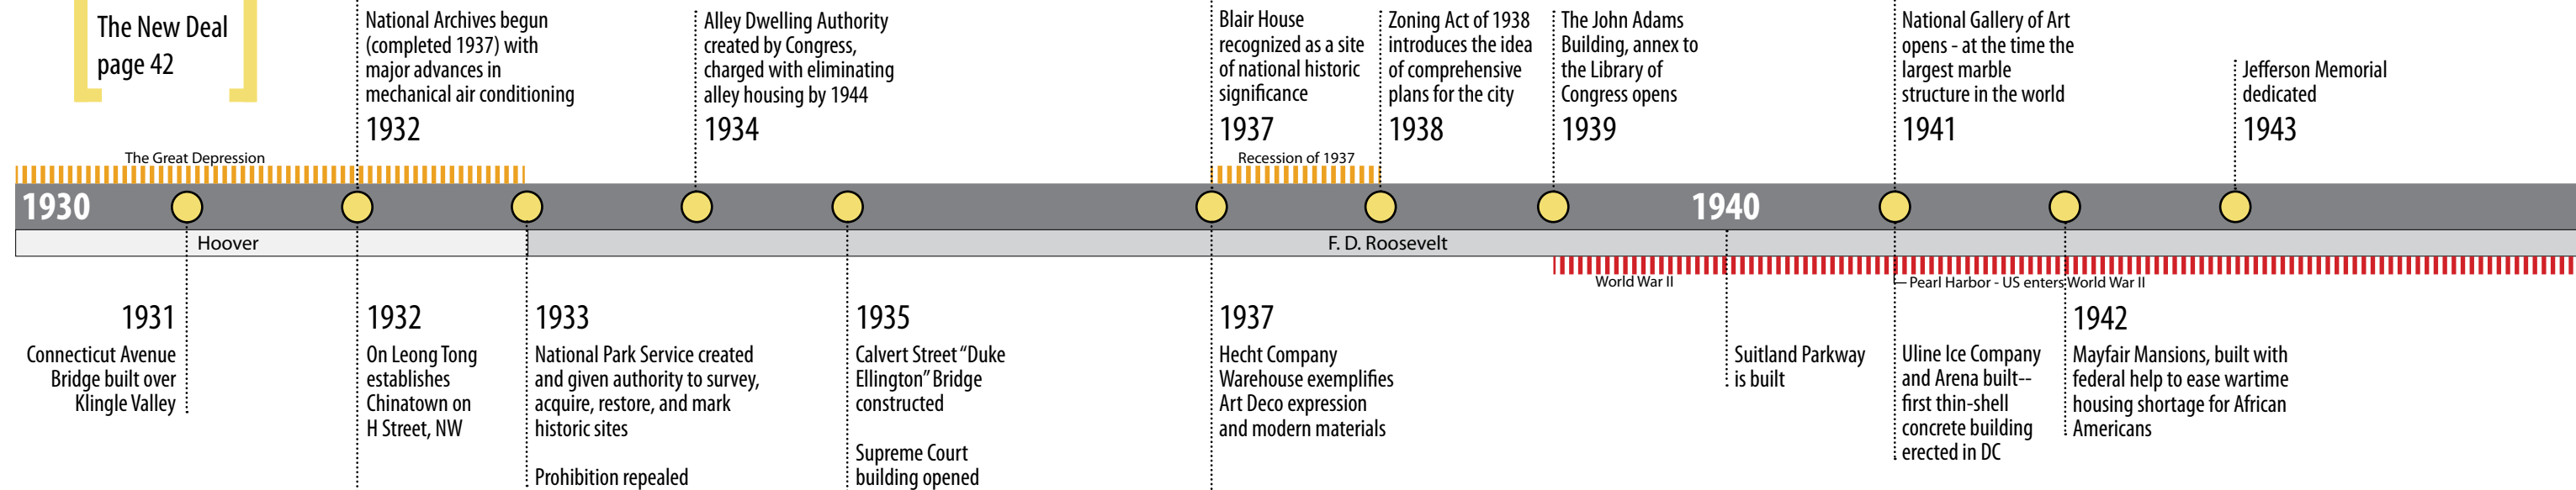 The New Deal
page 42
National Archives begun
(completed 1937) with
major advances in
mechanical air conditioning
1932
Alley Dwelling Authority
created by Congress,
charged with eliminating
alley housing by 1944
1934
Blair House
recognized as a site
of national historic
significance
1937
Zoning Act of 1938
introduces the idea
of comprehensive
plans for the city
1938
The John Adams
Building, annex to
the Library of
Congress opens
1939
National Gallery of Art
opens - at the time the
largest marble
structure in the world
1941
Jefferson Memorial
dedicated
1943
The Great Depression
Recession of 1937
1930
1940
Hoover
F. D. Roosevelt
World War II
Pearl Harbor - US enters World War II
1931
Connecticut Avenue
Bridge built over
Klingle Valley
1932
On Leong Tong
establishes
Chinatown on
H Street, NW
1933
National Park Service created
and given authority to survey,
acquire, restore, and mark
historic sites
Prohibition repealed
1935
Calvert Street “Duke
Ellington” Bridge
constructed
Supreme Court
building opened
1937
Hecht Company
Warehouse exemplifies
Art Deco expression
and modern materials
Suitland Parkway
is built
Uline Ice Company
and Arena built--
first thin-shell
concrete building
erected in DC
1942
Mayfair Mansions, built with
federal help to ease wartime
housing shortage for African
Americans